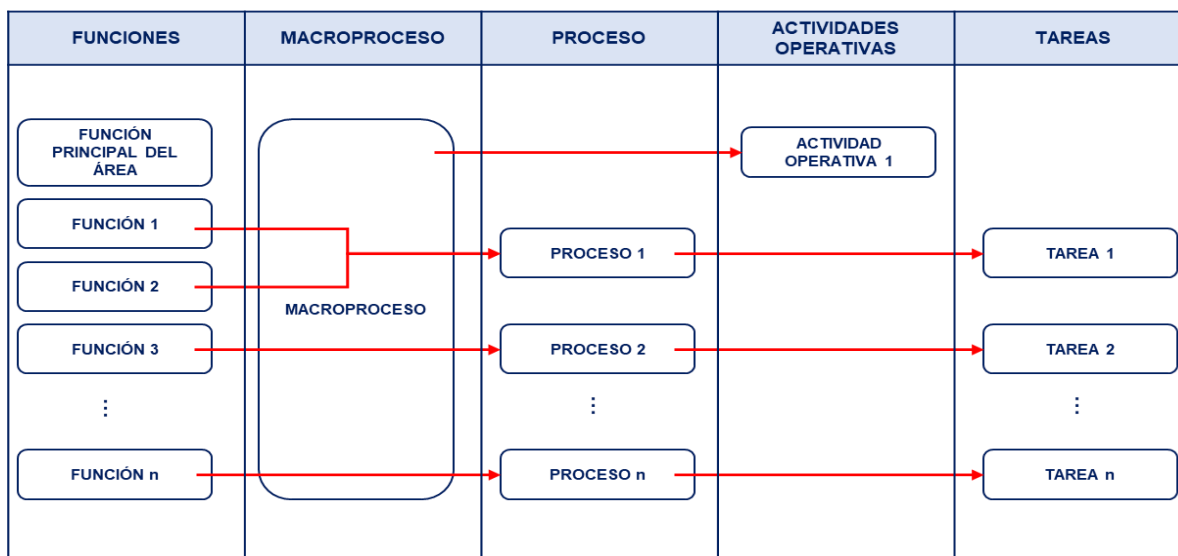 FUNCIONES
MACROPROCESO
PROCESO
ACTIVIDADES
OPERATIVAS
TAREAS
FUNCIÓN
PRINCIPAL DEL
ÁREA
ACTIVIDAD
OPERATIVA 1
FUNCIÓN 1
PROCESO 1
TAREA 1
FUNCIÓN 2
MACROPROCESO
FUNCIÓN 3
PROCESO 2
TAREA 2
⋮
⋮
⋮
FUNCIÓN n
PROCESO n
TAREA n